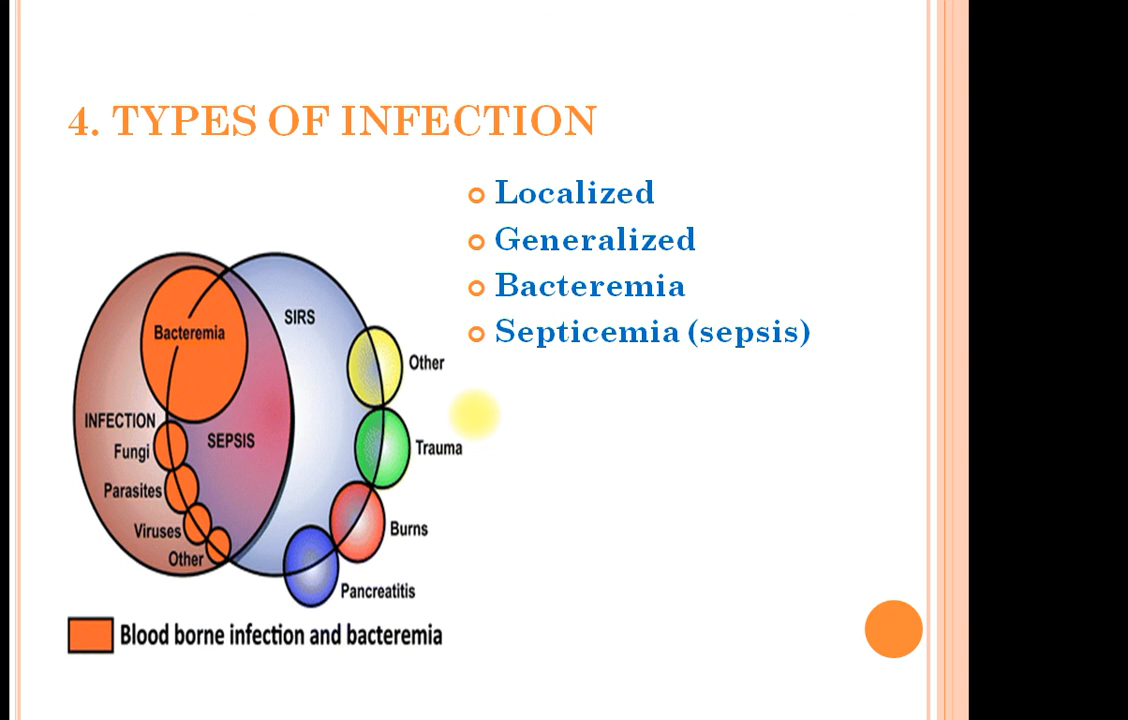 4. TYPES OF INFECTION
Localized
Generalized
Bacteremia
Septicemia (sepsis)
SIRS
Bacteremia
Other
INFECTION
SEPSIS
Trauma
Fungi
Parasites
Viruses
Burns
Other
Pancreatitis
Blood borne infection and bacteremia